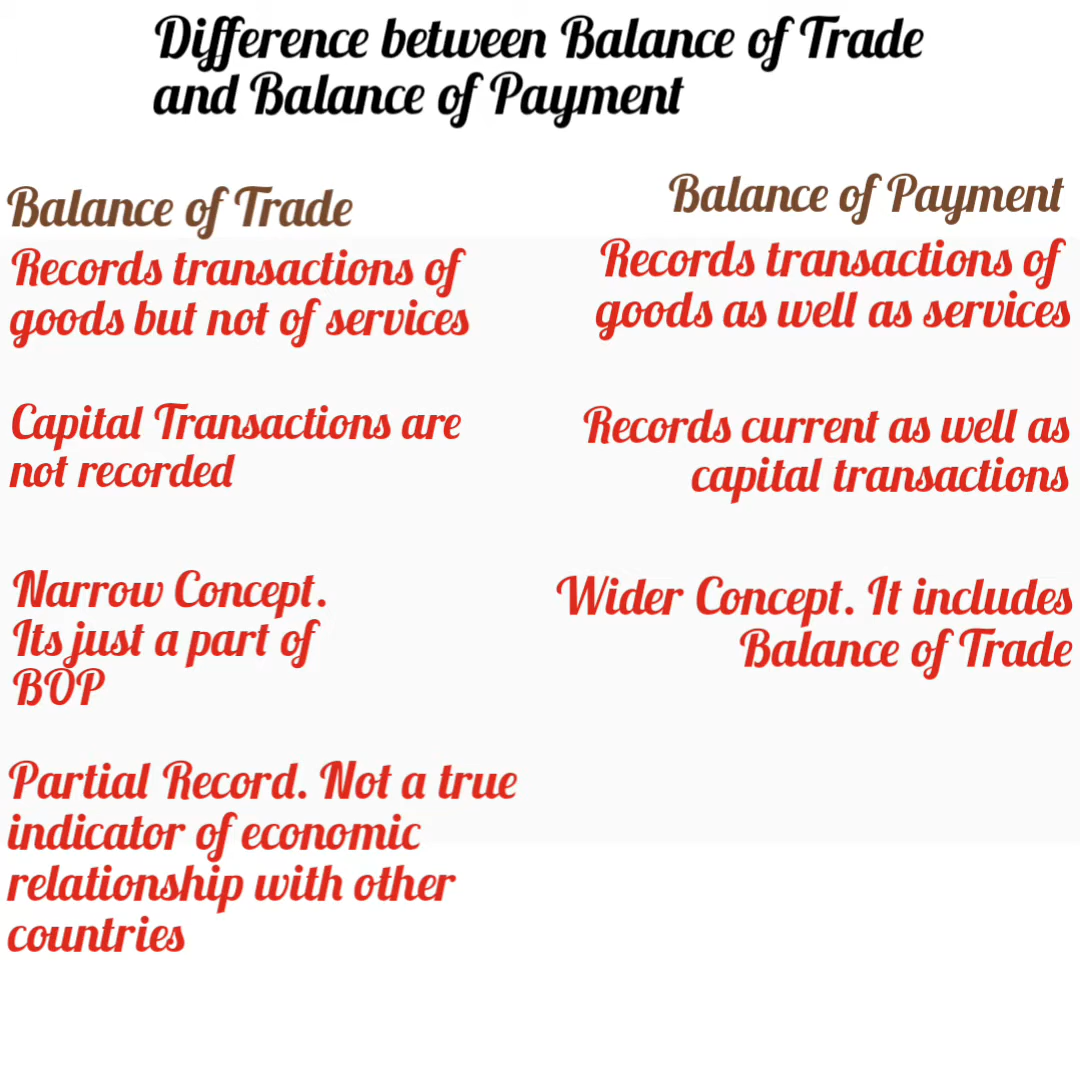 Difference between Balance of Trade
and Balance of Payment
Balance of Trade
Records transactions of
goods but not of services
Capital Transactions are
not recorded
Narrow Concept.
Its just a part of
BOP
Partial Record. Not a true
indicator of economic
relationship with other
countries
Balance of Payment
Records transactions of
goods as well as services
Records current as well as
capital transactions
Wider Concept. It includes
Balance of Trade